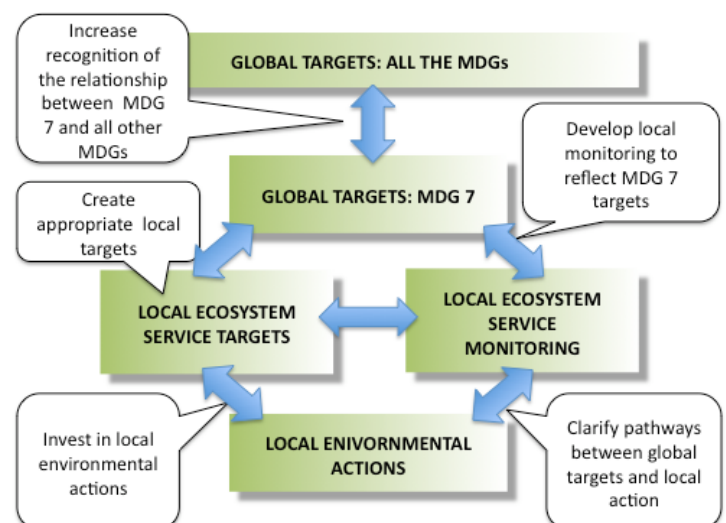 Increase
recognition of
the relationship
between MDG
7 and all other
MDGs
GLOBAL TARGETS: ALL THE MDGs
Develop local
monitoring to
reflect MDG 7
targets
GLOBAL TARGETS: MDG 7
Create
appropriate local
targets
LOCAL ECOSYSTEM
SERVICE TARGETS
LOCAL ECOSYSTEM
SERVICE
MONITORING
Invest in local
environmental
actions
LOCAL ENIVORNMENTAL
ACTIONS
Clarify pathways
between global
targets and local
action